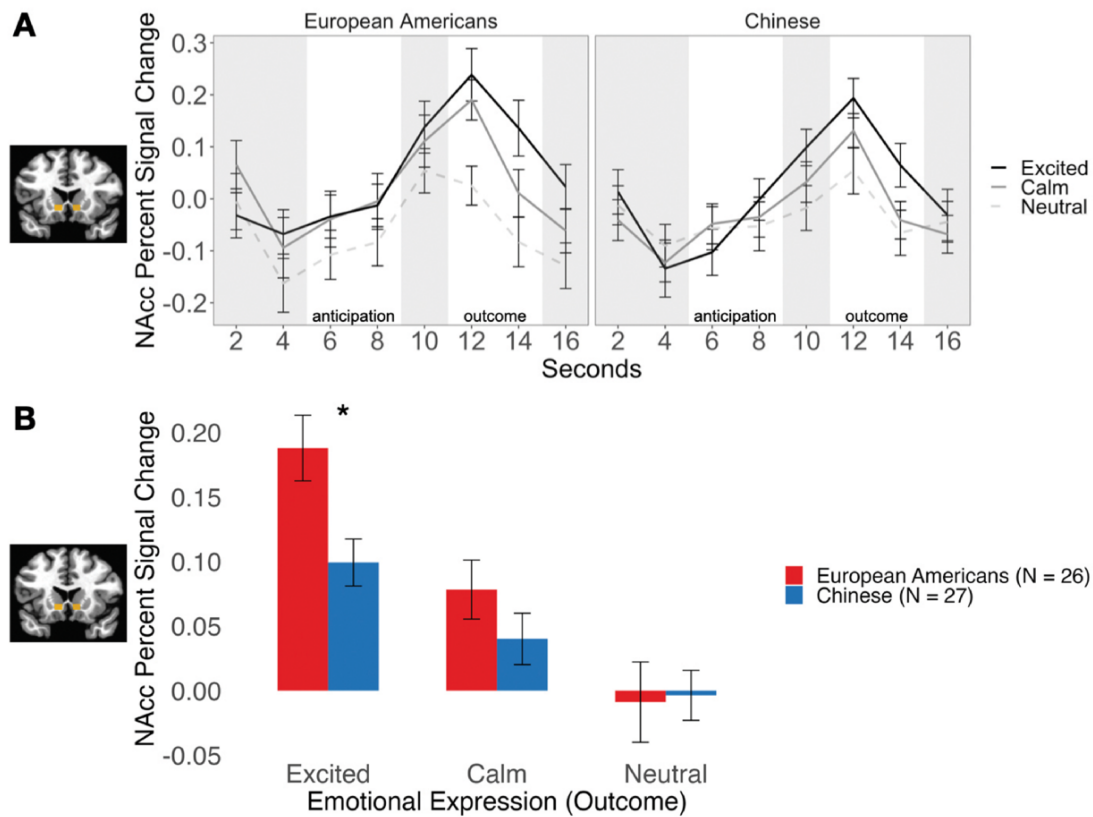 A
European Americans
Chinese
NAcc Percent Signal Change
0.3
0.2
0.1
0.0
-0.1
-0.2
anticipation
outcome
anticipation
outcome
2 4 6 8 10 12 14 16
2 4 6 8 10 12 14 16
Seconds
Excited
Calm
Neutral
B
*
NAcc Percent Signal Change
0.20
0.15
0.10
0.05
0.00
-0.05
Excited
Calm
Neutral
Emotional Expression (Outcome)
European Americans (N = 26)
Chinese (N = 27)